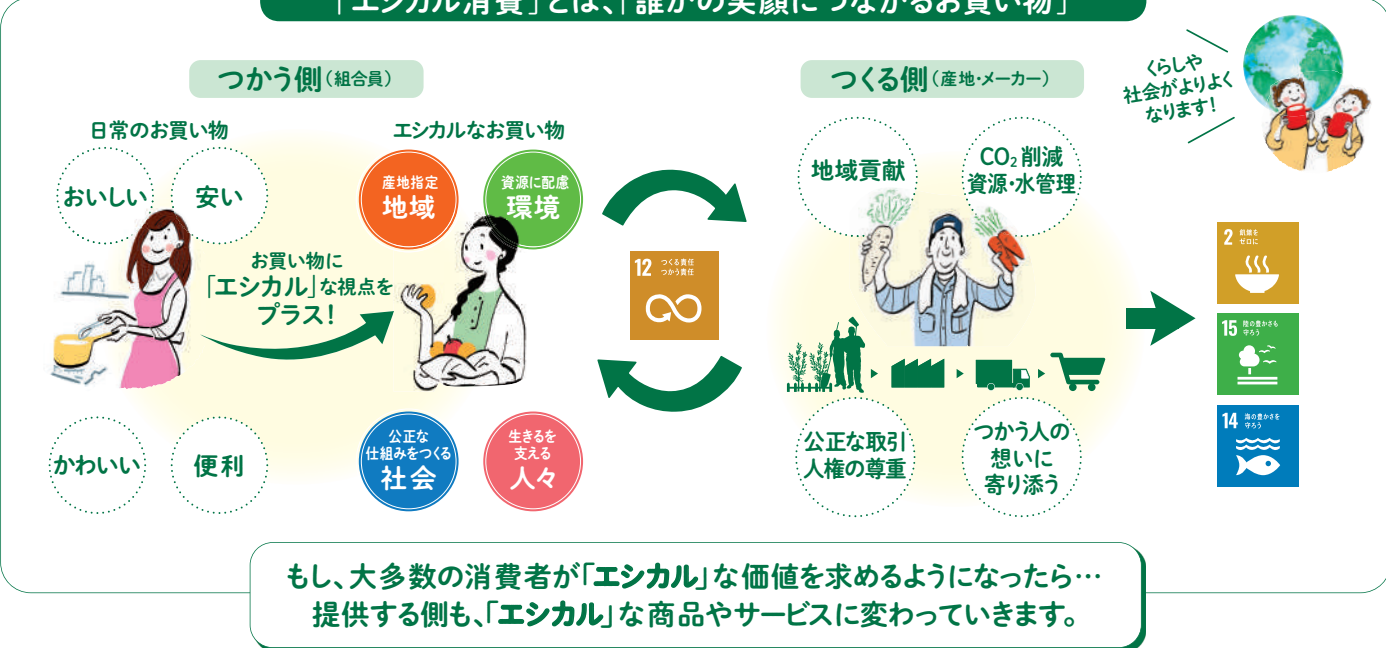 「エシカル消費」とは、「誰かの笑顔につながるお買い物」
つかう側(組合員)
日常のお買い物
おいしい
安い
お買い物に
「エシカル」な視点を
プラス!
かわいい
便利
エシカルなお買い物
産地指定
地域
資源に配慮
環境
公正な
仕組みをつくる
社会
生きるを
支える
人々
12 つくる責任
つかう責任
つくる側(産地・メーカー)
地域貢献
CO₂削減
資源・水管理
公正な取引
人権の尊重
つかう人の
想いに
寄り添う
くらしや
社会がよりよく
なります!
2 飢餓を
ゼロに
15 陸の豊かさも
守ろう
14 海の豊かさを
守ろう
もし、大多数の消費者が「エシカル」な価値を求めるようになったら…
提供する側も、「エシカル」な商品やサービスに変わっていきます。